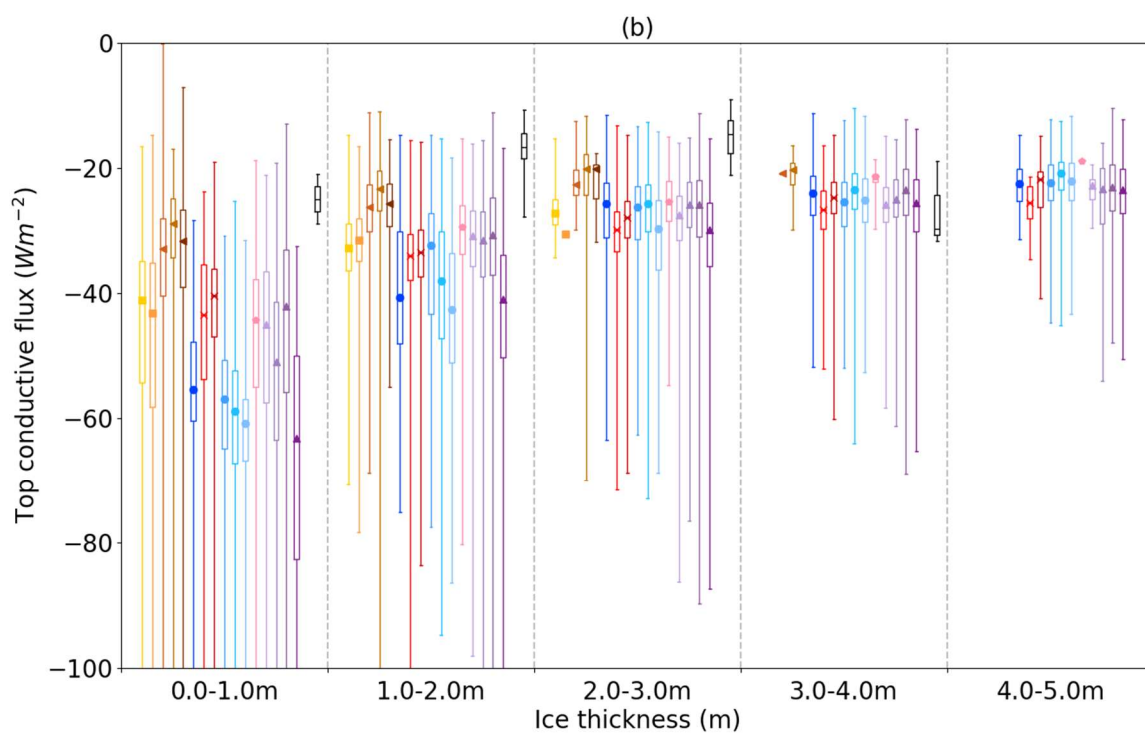 (b)
0
−20
−40
−60
−80
−100
Top conductive flux (Wm⁻²)
0.0-1.0m 1.0-2.0m 2.0-3.0m 3.0-4.0m 4.0-5.0m
Ice thickness (m)